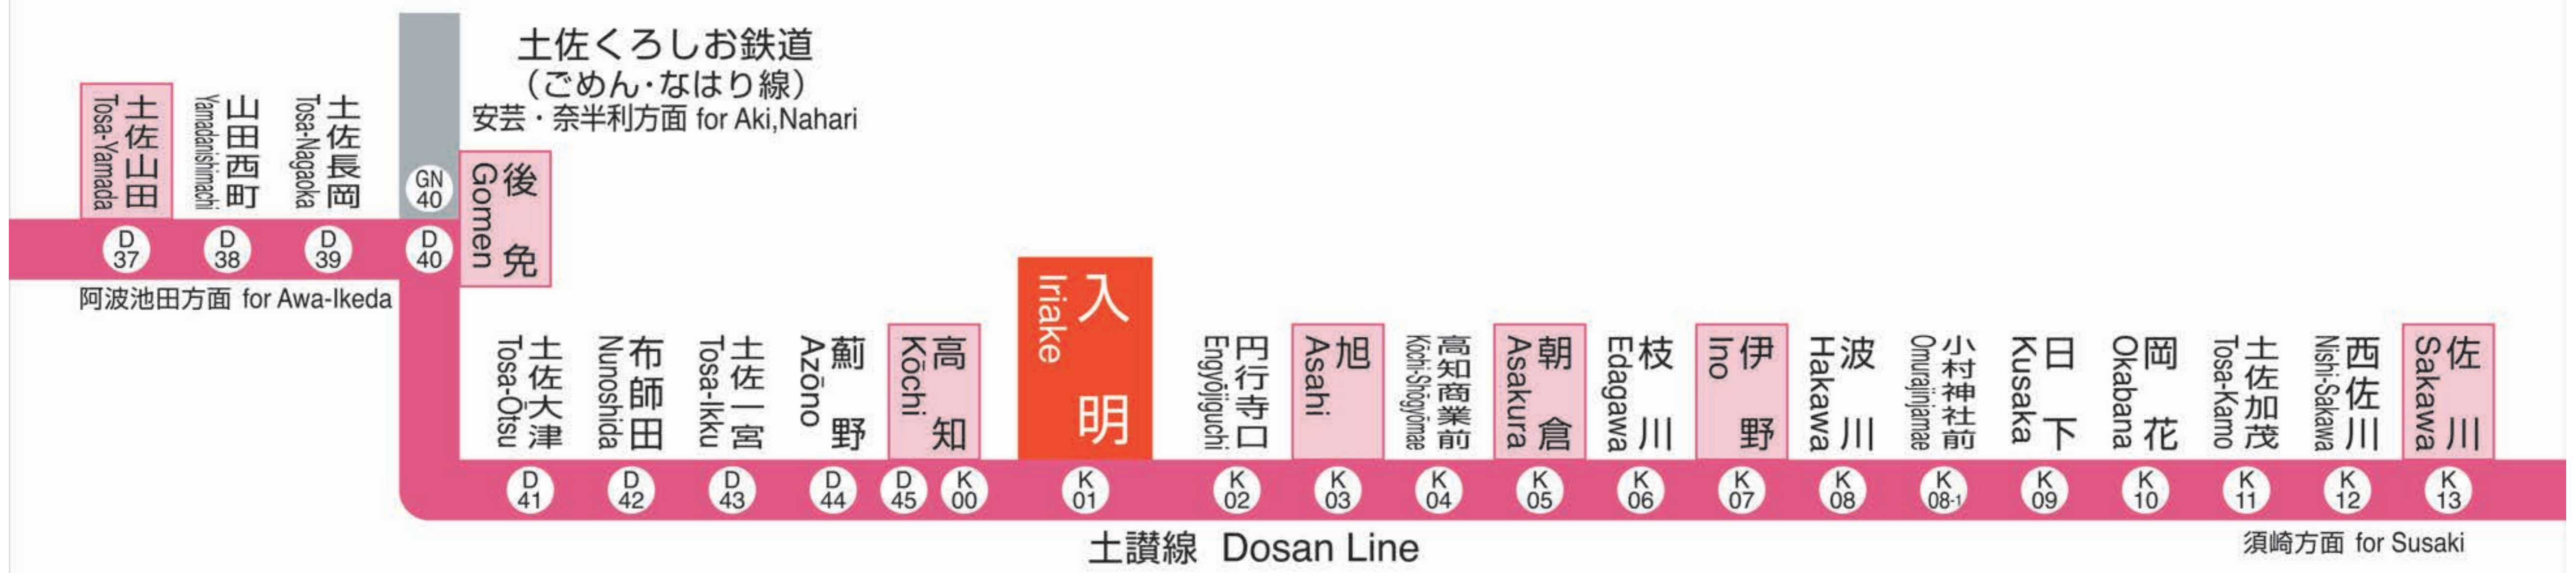 土佐くろしお鉄道
（ごめん・なはり線）
安芸・奈半利方面 for Aki,Nahari
土佐山田
Tosa-Yamada
山田西町
Yamadanishimachi
土佐長岡
Tosa-Nagaoka
GN
40
後免
Gomen
D
37
D
38
D
39
D
40
阿波池田方面 for Awa-Ikeda
土佐大津
Tosa-Ōtsu
布師田
Nunoshida
土佐一宮
Tosa-Ikku
薊野
Azōno
高知
Kōchi
入明
Iriake
円行寺口
Engyōjiguchi
旭
Asahi
高知商業前
Kōchi-Shōgyōmae
朝倉
Asakura
枝川
Edagawa
伊野
Ino
波川
Hakawa
小村神社前
Omurajinjamae
日下
Kusaka
岡花
Okabana
土佐加茂
Tosa-Kamo
西佐川
Nishi-Sakawa
佐川
Sakawa
D
41
D
42
D
43
D
44
D
45
K
00
K
01
K
02
K
03
K
04
K
05
K
06
K
07
K
08
K
08-1
K
09
K
10
K
11
K
12
K
13
土讃線 Dosan Line
須崎方面 for Susaki